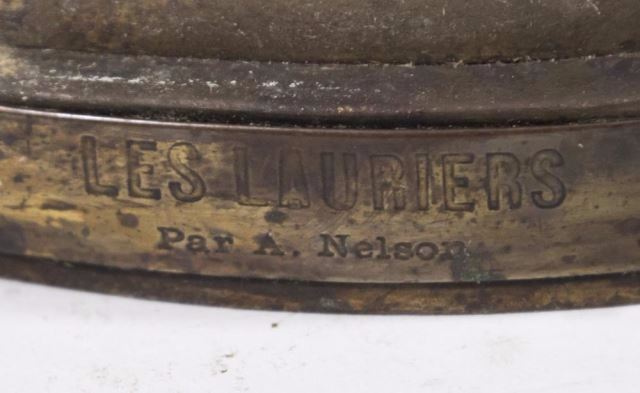 LES LAURIERS
Par A. Nelson